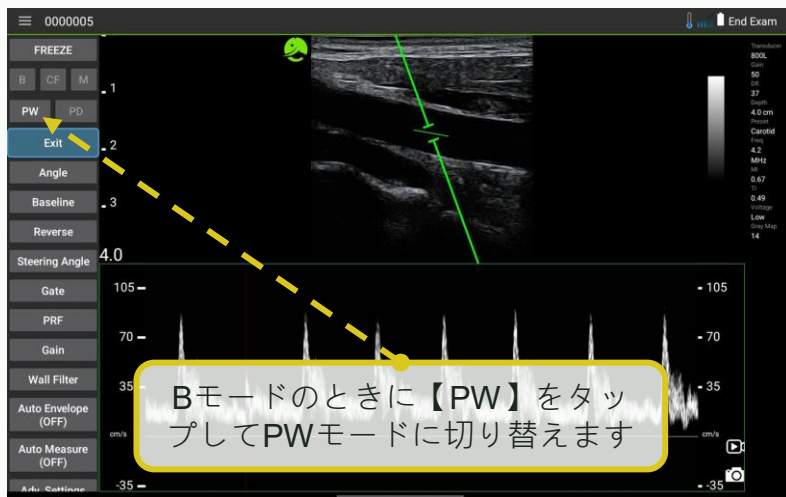 0000005
End Exam
FREEZE
B CF M
PW PD
Exit
Angle
Baseline
Reverse
Steering Angle
Gate
PRF
Gain
Wall Filter
Auto Envelope
(OFF)
Auto Measure
(OFF)
Adv. Settings
1
2
3
4.0
Transducer
800L
Gain
50
DR
37
Depth
4.0 cm
Preset
Carotid
Freq
4.2
MHz
MI
0.67
TI
0.49
Voltage
Low
Gray Map
14
105
70
35
cm/s
-35
105
70
35
cm/s
-35
Bモードのときに【PW】をタッ
プしてPWモードに切り替えます